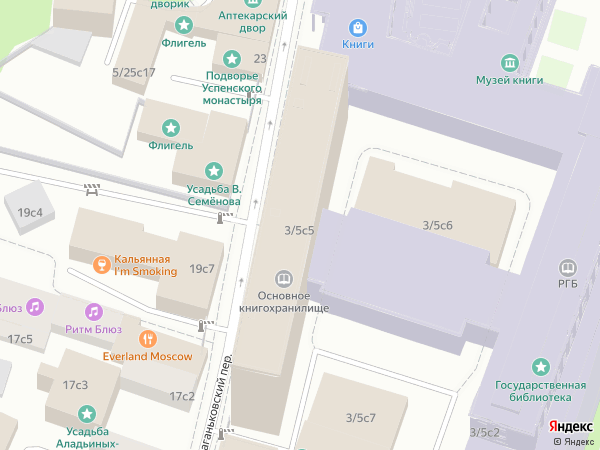 дворик
Аптекарский
двор
Флигель
Книги
5/25с17
23
Подворье
Успенского
монастыря
Музей книги
Флигель
Усадьба В.
Семёнова
19с4
3/5с5
3/5с6
Кальянная
I'm Smoking
19с7
РГБ
Основное
книгохранилище
Блюз
Ритм Блюз
17с5
Everland Moscow
17с3
17с2
Государственная
библиотека
Усадьба
Аладьиных-
аганьковский пер.
3/5с7
3/5с2
Яндекс
© Яндекс